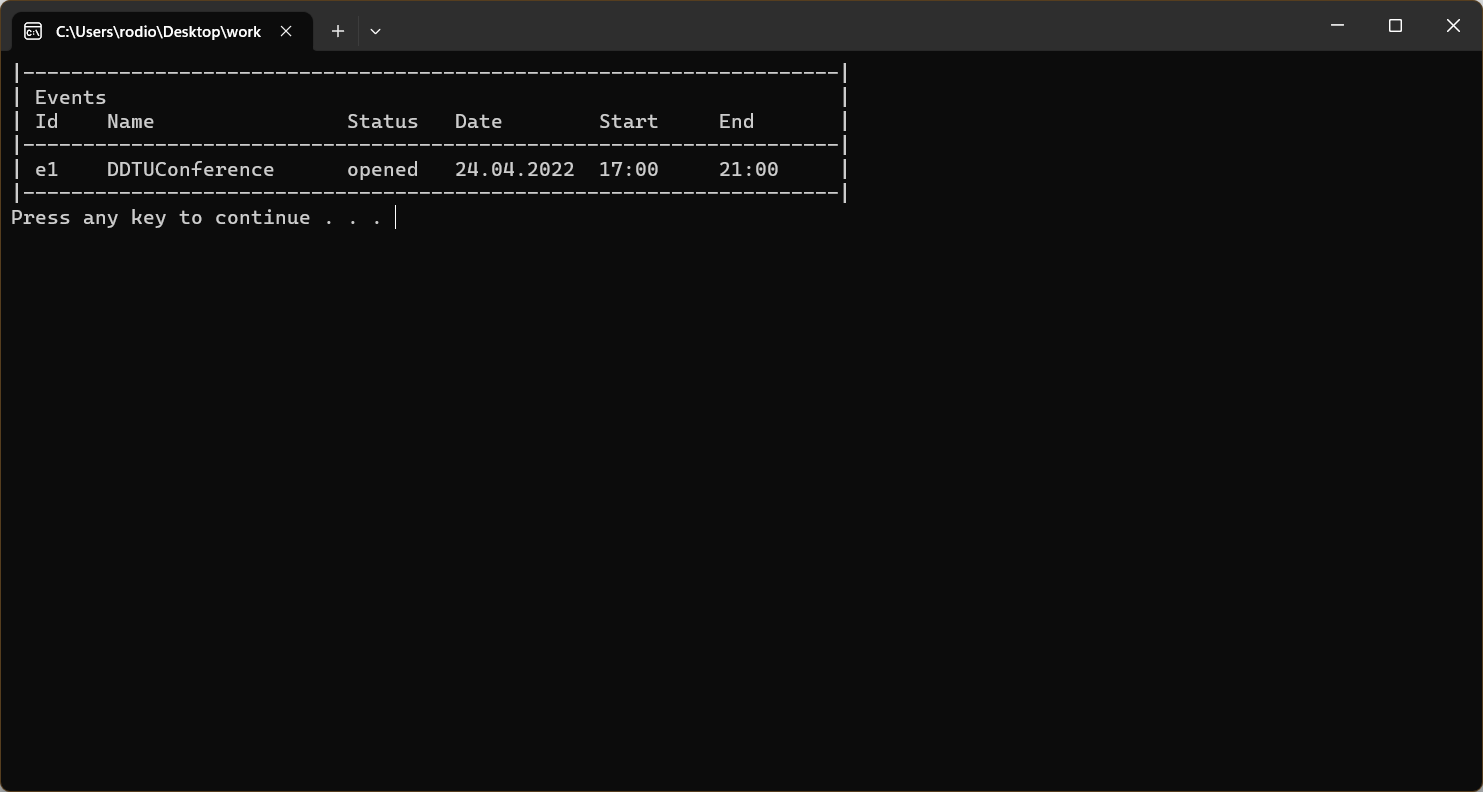 C:\Users\rodio\Desktop\work
|--------------------------------------------------------------------|
| Events                                                             |
| Id    Name                Status   Date        Start     End       |
|--------------------------------------------------------------------|
| e1    DDTUConference      opened   24.04.2022  17:00     21:00     |
|--------------------------------------------------------------------|
Press any key to continue . . .